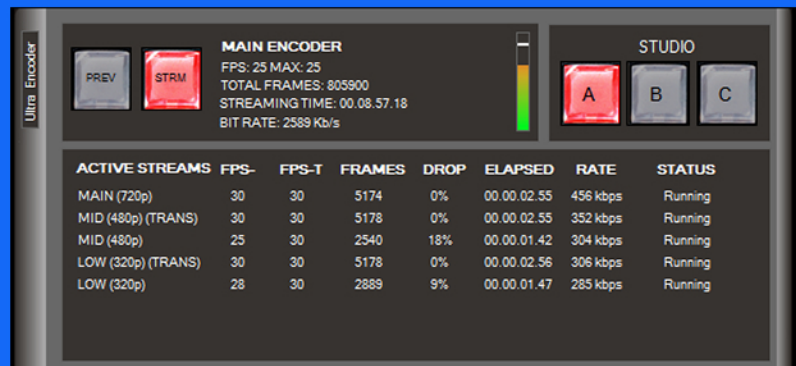 Ultra Encoder
PREV
STRM
MAIN ENCODER
FPS: 25 MAX: 25
TOTAL FRAMES: 805900
STREAMING TIME: 00.08.57.18
BIT RATE: 2589 Kb/s
STUDIO
A B C
ACTIVE STREAMS FPS- FPS-T FRAMES DROP ELAPSED RATE STATUS
MAIN (720p) 30 30 5174 0% 00.00.02.55 456 kbps Running
MID (480p) (TRANS) 30 30 5178 0% 00.00.02.55 352 kbps Running
MID (480p) 25 30 2540 18% 00.00.01.42 304 kbps Running
LOW (320p) (TRANS) 30 30 5178 0% 00.00.02.56 306 kbps Running
LOW (320p) 28 30 2889 9% 00.00.01.47 285 kbps Running